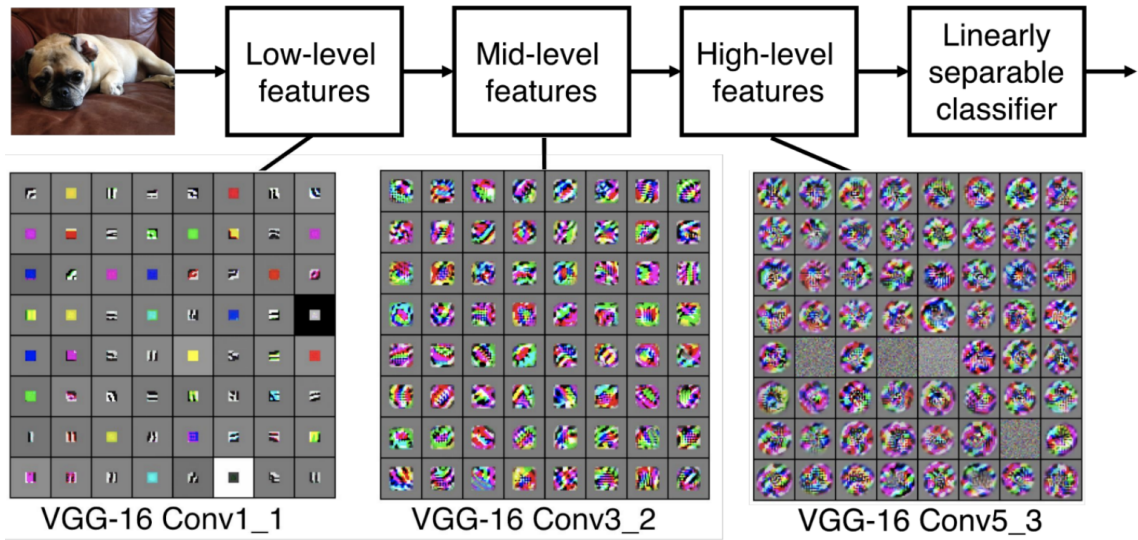 Low-level
features
Mid-level
features
High-level
features
Linearly
separable
classifier
VGG-16 Conv1_1
VGG-16 Conv3_2
VGG-16 Conv5_3